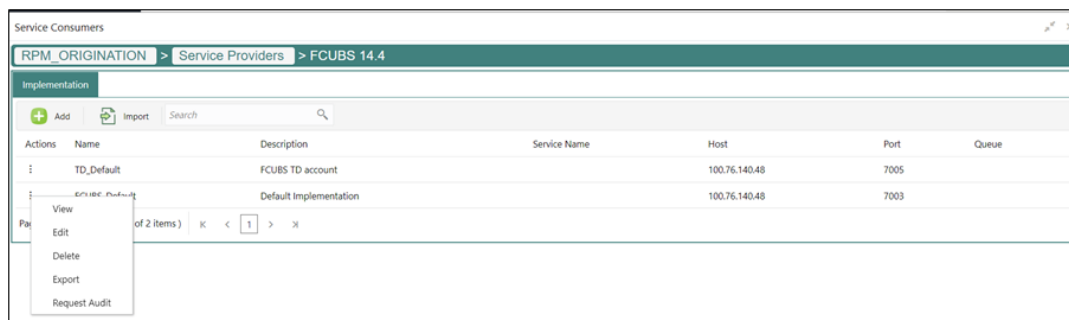 Service Consumers
RPM_ORIGINATION > Service Providers > FCUBS 14.4
Implementation
Add Import Search
Actions Name Description Service Name Host Port Queue
TD_Default FCUBS TD account 100.76.140.48 7005
FCUBS_Default Default Implementation 100.76.140.48 7003
View
of 2 items ) 1
Edit
Delete
Export
Request Audit